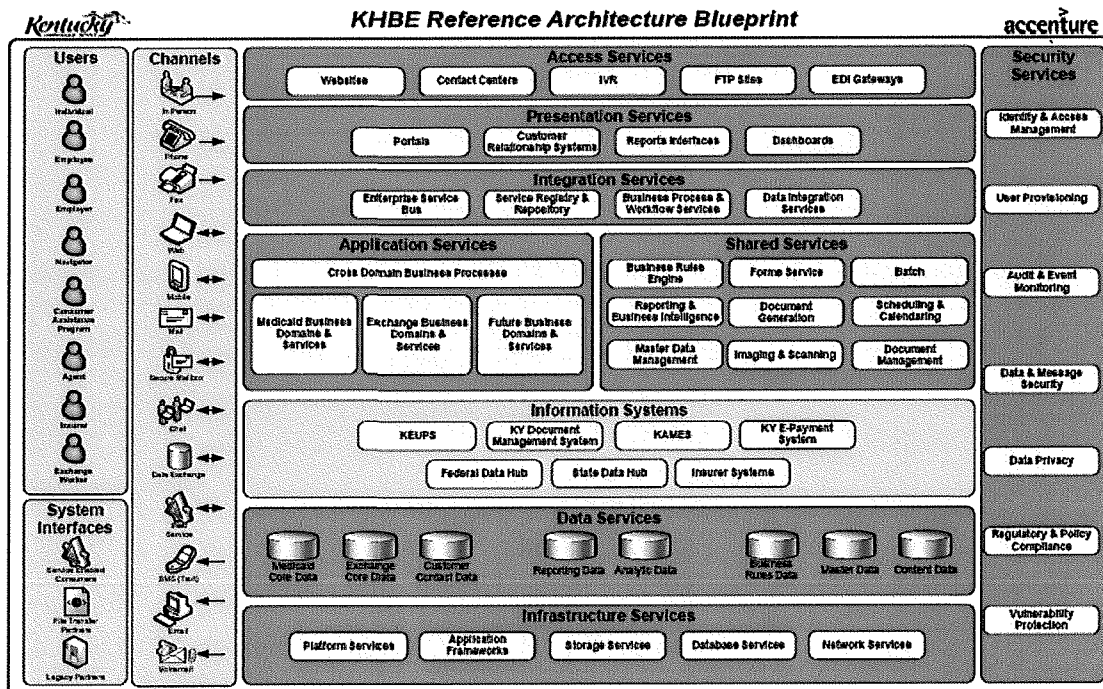 Kentucky
KHBE Reference Architecture Blueprint
accenture
Users
Individual
Employee
Employer
Navigator
Consumer
Assistance
Program
Agent
Insurer
Exchange
Worker
System
Interfaces
Service Enabled
Consumers
File Transfer
Partners
Legacy Partners
Channels
In Person
Phone
Fax
Web
Mobile
Mail
Secure Mailbox
Chat
Data Exchange
Service
SMS (Text)
Email
Voicemail
Access Services
Websites
Contact Centers
IVR
FTP Sites
EDI Gateways
Presentation Services
Portals
Customer
Relationship Systems
Reports Interfaces
Dashboards
Integration Services
Enterprise Service
Bus
Service Registry &
Repository
Business Process &
Workflow Services
Data Integration
Services
Application Services
Cross Domain Business Processes
Medicaid Business
Domains &
Services
Exchange Business
Domains &
Services
Future Business
Domains &
Services
Shared Services
Business Rules
Engine
Forms Service
Batch
Reporting &
Business Intelligence
Document
Generation
Scheduling &
Calendaring
Master Data
Management
Imaging & Scanning
Document
Management
Information Systems
KEUPS
KY Document
Management System
KAMES
KY E-Payment
System
Federal Data Hub
State Data Hub
Insurer Systems
Data Services
Medicaid
Core Data
Exchange
Core Data
Customer
Contact Data
Reporting Data
Analytic Data
Business
Rules Data
Master Data
Content Data
Infrastructure Services
Platform Services
Application
Frameworks
Storage Services
Database Services
Network Services
Security
Services
Identity & Access
Management
User Provisioning
Audit & Event
Monitoring
Data & Message
Security
Data Privacy
Regulatory & Policy
Compliance
Vulnerability
Protection